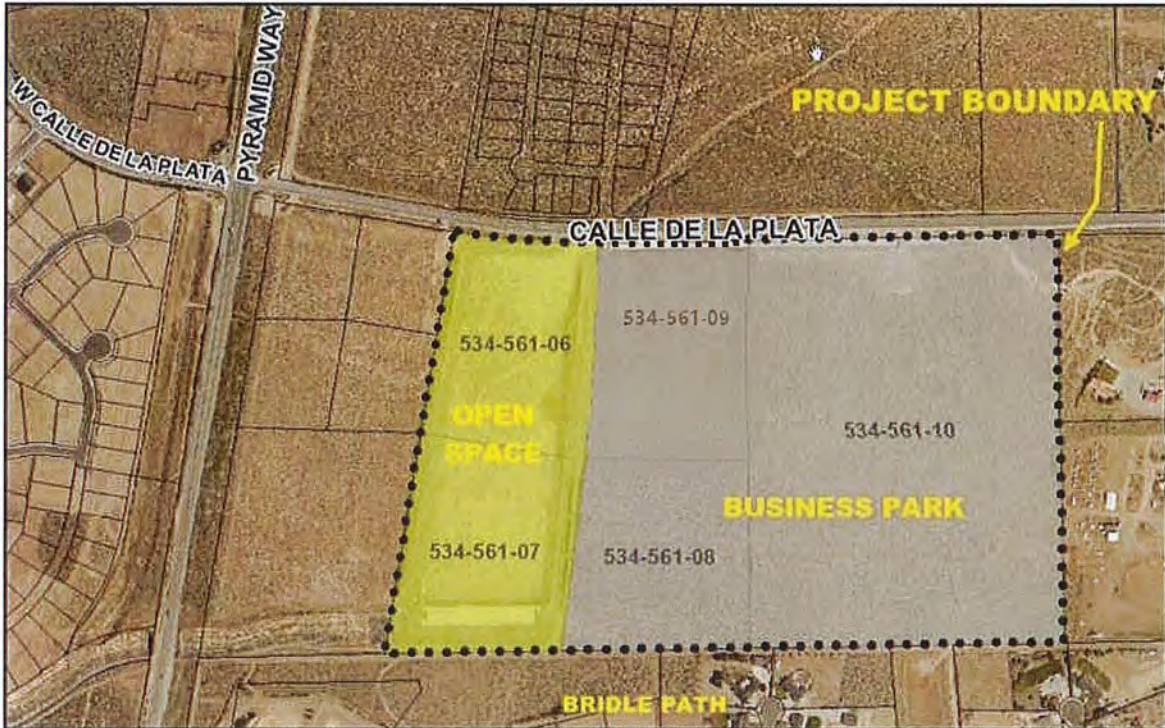 PYRAMID WAY
PROJECT BOUNDARY
W CALLE DE LA PLATA
CALLE DE LA PLATA
534-561-09
534-561-06
OPEN
SPACE
534-561-10
BUSINESS PARK
534-561-07
534-561-08
BRIDLE PATH